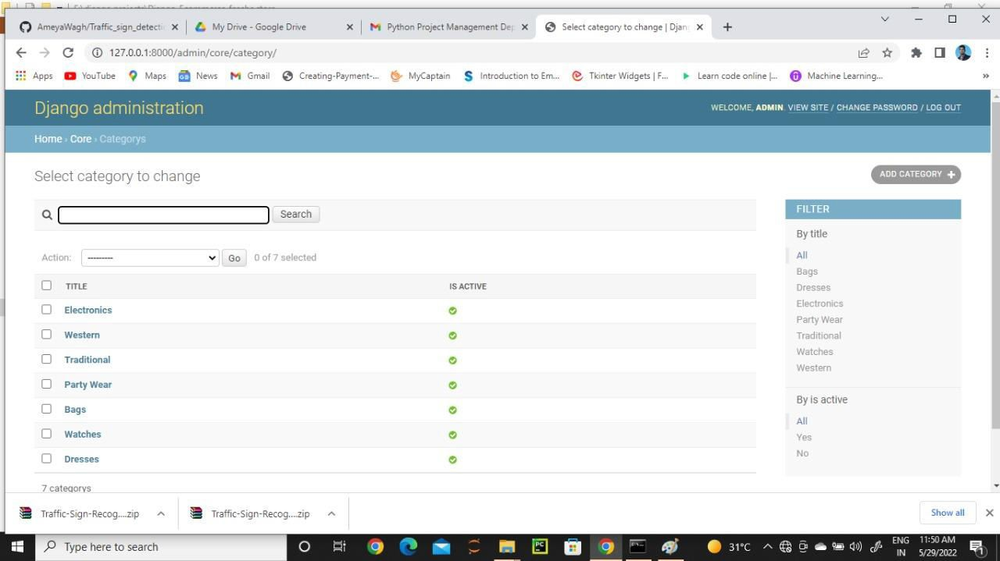 AmeyaWagh/Traffic_sign_detecti
My Drive - Google Drive
Python Project Management Dep
Select category to change | Djan
127.0.0.1:8000/admin/core/category/
Apps
YouTube
Maps
News
Gmail
Creating-Payment-...
MyCaptain
Introduction to Em...
Tkinter Widgets | F...
Learn code online |...
Machine Learning...
»
Django administration
WELCOME, ADMIN. VIEW SITE / CHANGE PASSWORD / LOG OUT
Home › Core › Categorys
Select category to change
ADD CATEGORY +
Search
Action: --------- Go 0 of 7 selected
TITLE IS ACTIVE
Electronics
Western
Traditional
Party Wear
Bags
Watches
Dresses
7 categorys
FILTER
By title
All
Bags
Dresses
Electronics
Party Wear
Traditional
Watches
Western
By is active
All
Yes
No
Traffic-Sign-Recog....zip
Traffic-Sign-Recog....zip
Show all
Type here to search
31°C
ENG
IN
11:50 AM
5/29/2022
1